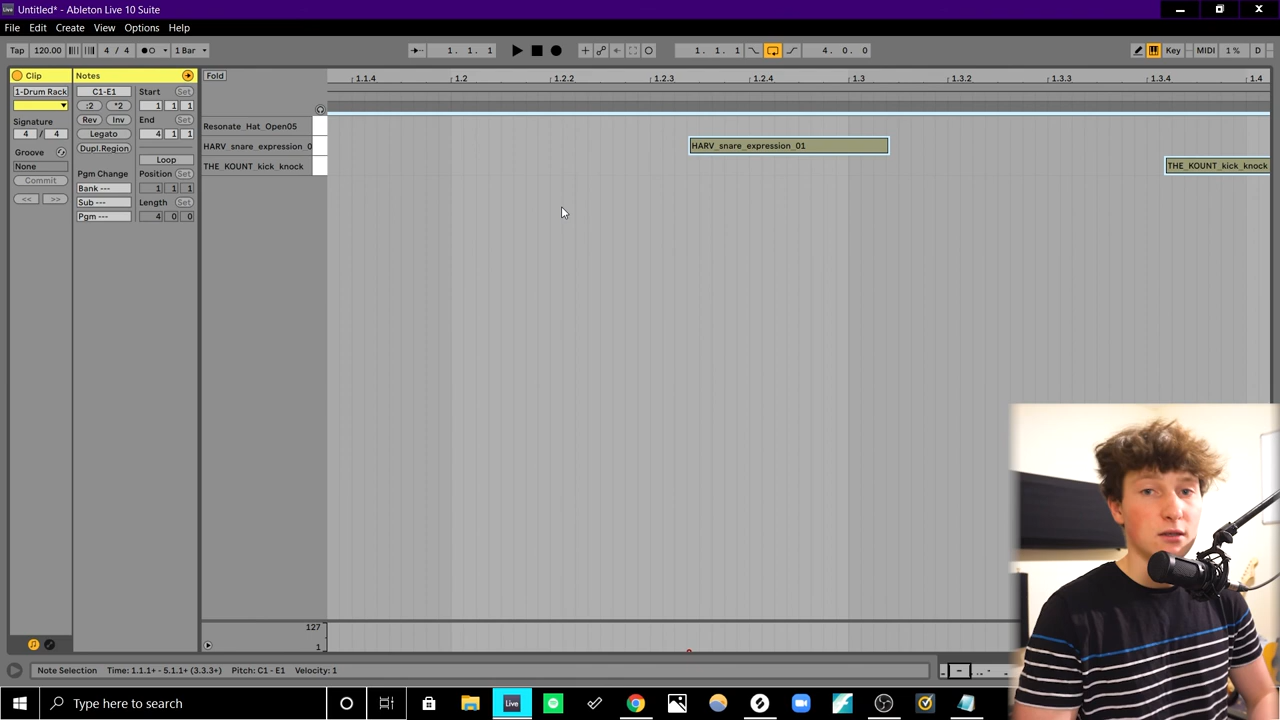 Untitled* - Ableton Live 10 Suite
File Edit Create View Options Help
Tap 120.00 4 / 4 1 Bar 1. 1. 1 1. 1. 1 4. 0. 0 Key MIDI 1 % D
Clip Notes Fold 1.1.4 1.2 1.2.2 1.2.3 1.2.4 1.3 1.3.2 1.3.3 1.3.4 1.4
1-Drum Rack C1-E1 Start Set
:2 *2 1 1 1
Signature Rev Inv End Set
4 / 4 Legato 4 1 1
Groove Dupl.Region
None Loop
Commit Pgm Change Position
<< >> Bank --- 1 1 1
Sub --- Length Set
Pgm --- 4 0 0
Resonate_Hat_Open05
HARV_snare_expression_0 HARV_snare_expression_01
THE_KOUNT_kick_knock THE_KOUNT_kick_knock
127
1
Note Selection Time: 1.1.1+ - 5.1.1+ (3.3.3+) Pitch: C1 - E1 Velocity: 1
Type here to search Live